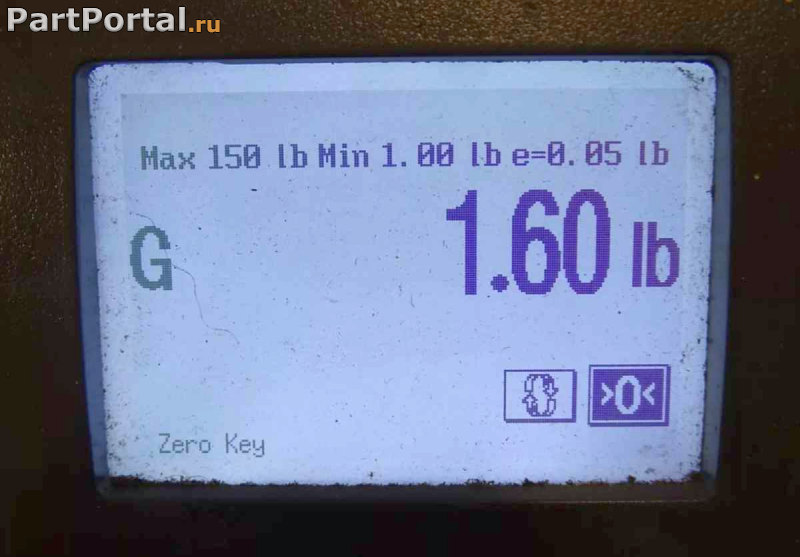 PartPortal.ru
Max 150 lb Min 1.00 lb e=0.05 lb
G 1.60 lb
>0<
Zero Key